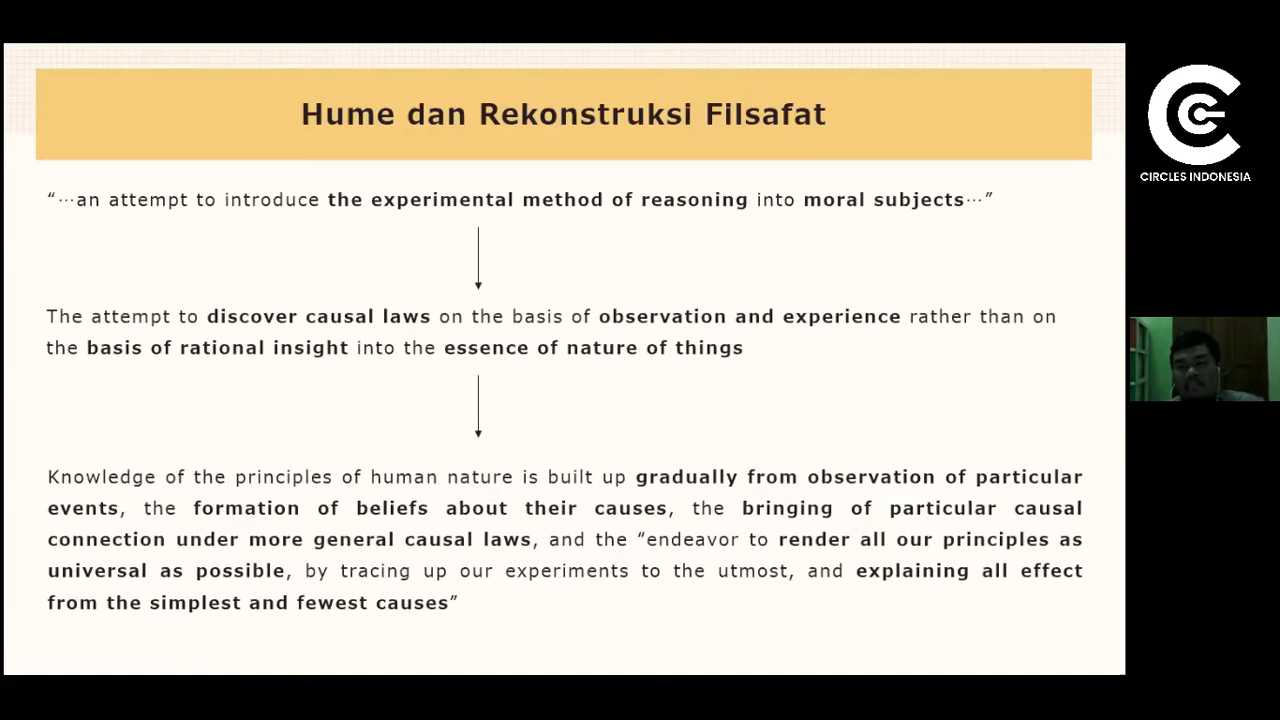 Hume dan Rekonstruksi Filsafat
“…an attempt to introduce the experimental method of reasoning into moral subjects…”
The attempt to discover causal laws on the basis of observation and experience rather than on
the basis of rational insight into the essence of nature of things
Knowledge of the principles of human nature is built up gradually from observation of particular
events, the formation of beliefs about their causes, the bringing of particular causal
connection under more general causal laws, and the “endeavor to render all our principles as
universal as possible, by tracing up our experiments to the utmost, and explaining all effect
from the simplest and fewest causes”
CIRCLES INDONESIA